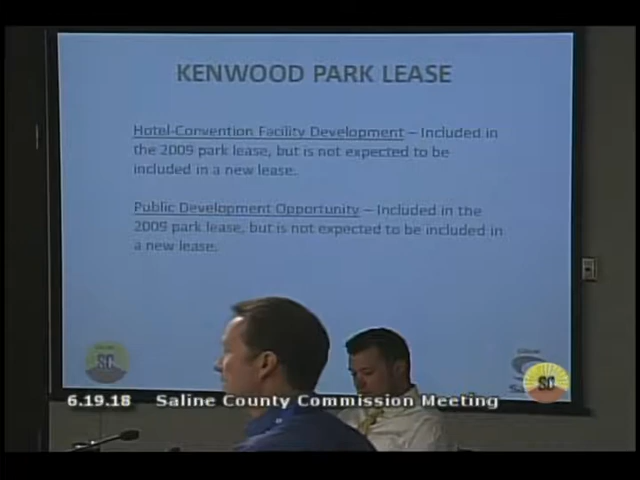 KENWOOD PARK LEASE
Hotel-Convention Facility Development – Included in
the 2009 park lease, but is not expected to be
included in a new lease.
Public Development Opportunity – Included in the
2009 park lease, but is not expected to be included in
a new lease.
SC
SC
6.19.18 Saline County Commission Meeting